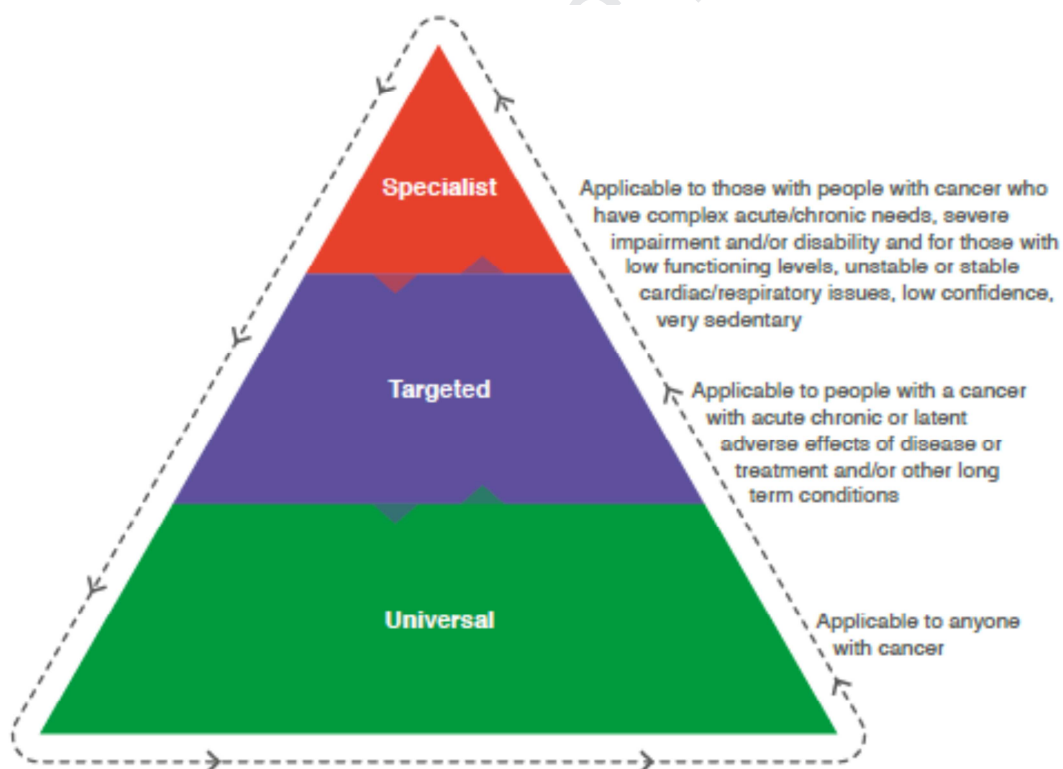 Specialist
Applicable to those with people with cancer who
have complex acute/chronic needs, severe
impairment and/or disability and for those with
low functioning levels, unstable or stable
cardiac/respiratory issues, low confidence,
very sedentary
Targeted
Applicable to people with a cancer
with acute chronic or latent
adverse effects of disease or
treatment and/or other long
term conditions
Universal
Applicable to anyone
with cancer